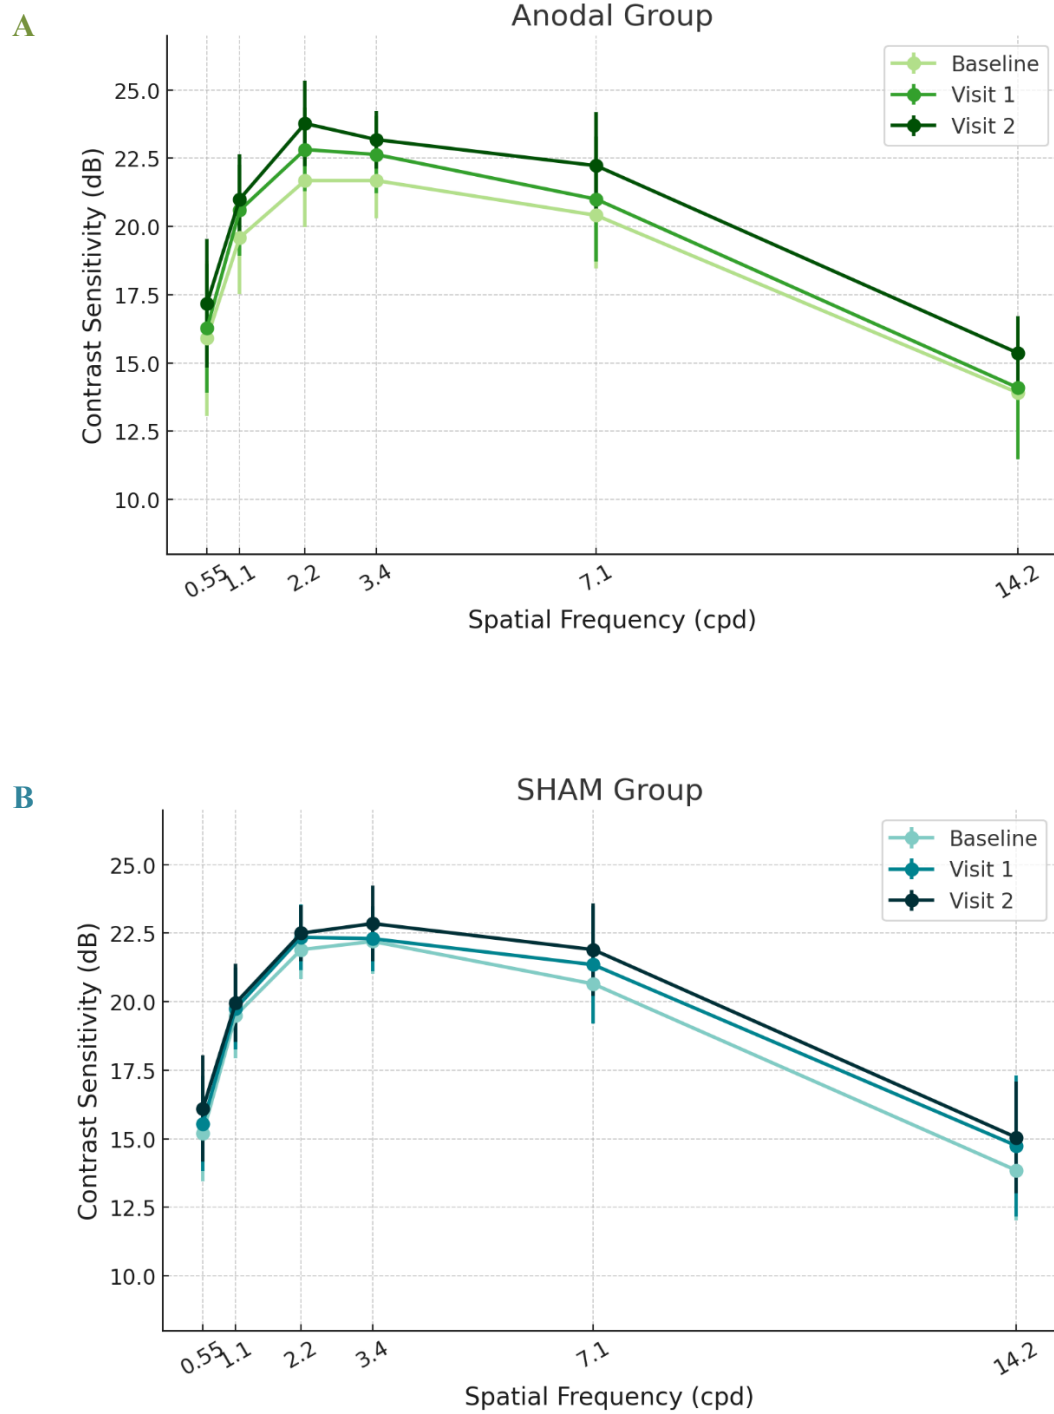 A
Anodal Group
Baseline
Visit 1
Visit 2
Contrast Sensitivity (dB)
25.0
22.5
20.0
17.5
15.0
12.5
10.0
0.55 1.1 2.2 3.4 7.1 14.2
Spatial Frequency (cpd)
B
SHAM Group
Baseline
Visit 1
Visit 2
Contrast Sensitivity (dB)
25.0
22.5
20.0
17.5
15.0
12.5
10.0
0.55 1.1 2.2 3.4 7.1 14.2
Spatial Frequency (cpd)